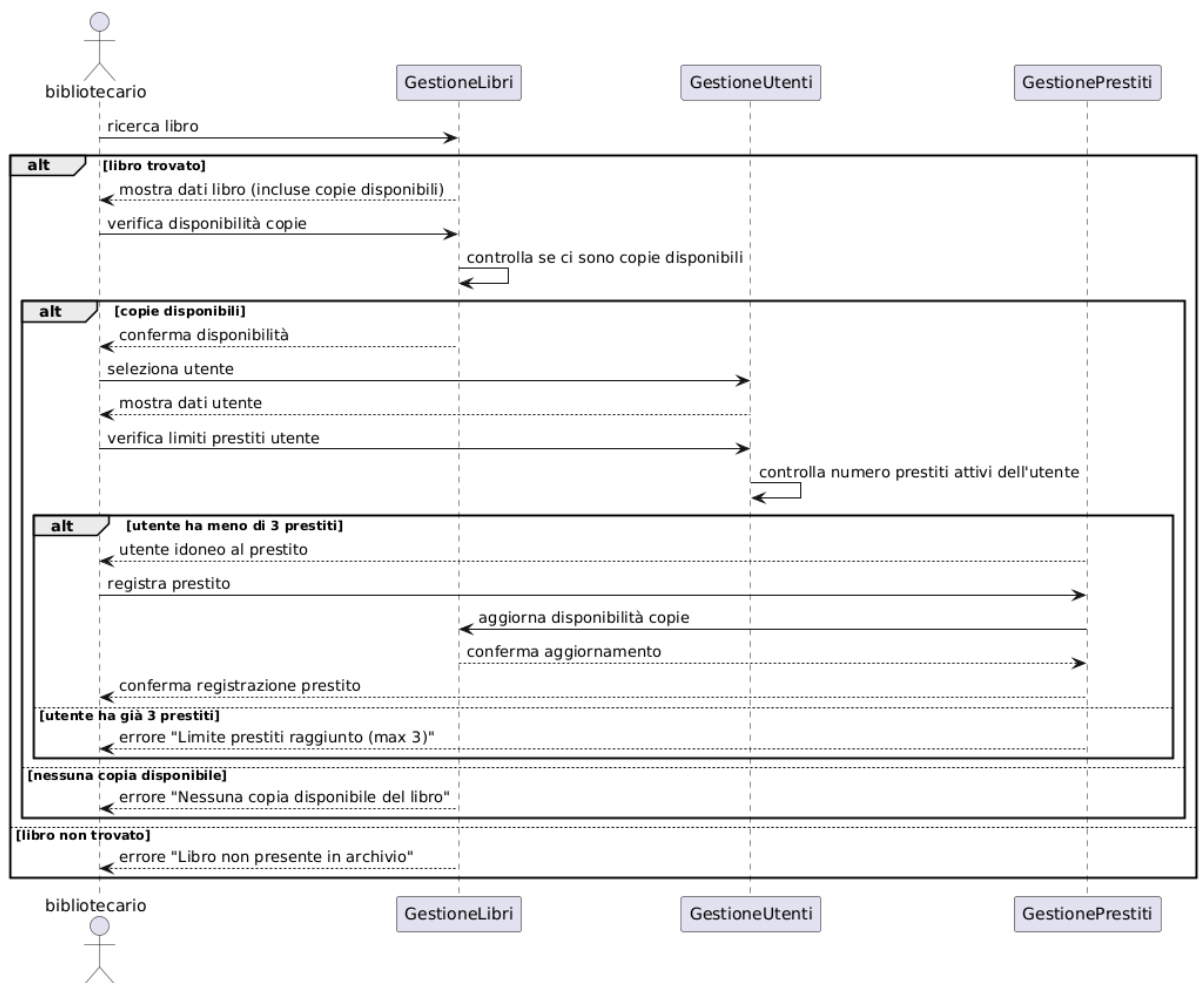 bibliotecario
GestioneLibri
GestioneUtenti
GestionePrestiti
ricerca libro
alt
[libro trovato]
mostra dati libro (incluse copie disponibili)
verifica disponibilità copie
controlla se ci sono copie disponibili
alt
[copie disponibili]
conferma disponibilità
seleziona utente
mostra dati utente
verifica limiti prestiti utente
controlla numero prestiti attivi dell'utente
alt
[utente ha meno di 3 prestiti]
utente idoneo al prestito
registra prestito
aggiorna disponibilità copie
conferma aggiornamento
conferma registrazione prestito
[utente ha già 3 prestiti]
errore "Limite prestiti raggiunto (max 3)"
[nessuna copia disponibile]
errore "Nessuna copia disponibile del libro"
[libro non trovato]
errore "Libro non presente in archivio"
bibliotecario
GestioneLibri
GestioneUtenti
GestionePrestiti